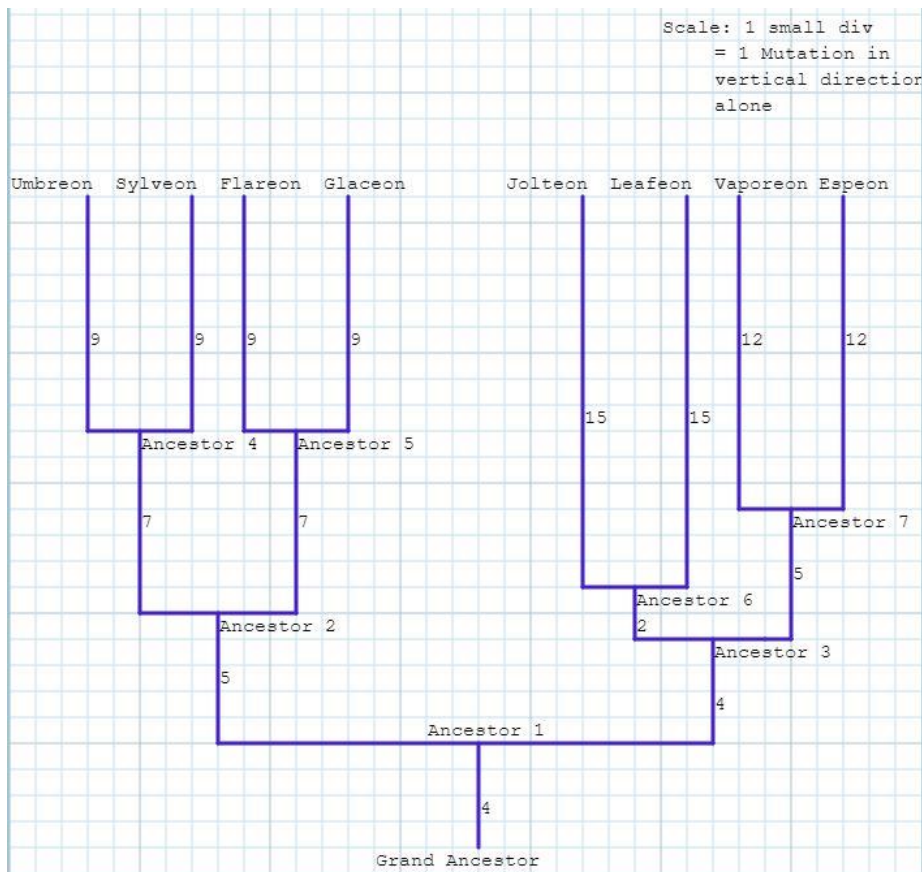 Scale: 1 small div
= 1 Mutation in
vertical direction
alone
Umbreon Sylveon Flareon Glaceon Jolteon Leafeon Vaporeon Espeon
9 9 9 9 12 12
15 15
Ancestor 4 Ancestor 5
7 7 Ancestor 7
5
Ancestor 6
Ancestor 2 2
Ancestor 3
5
4
Ancestor 1
4
Grand Ancestor